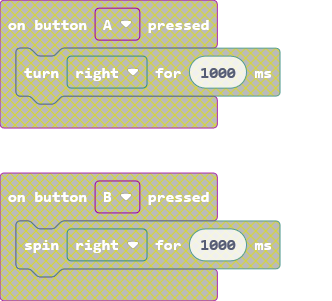 on button A pressed
turn right for 1000 ms
on button B pressed
spin right for 1000 ms